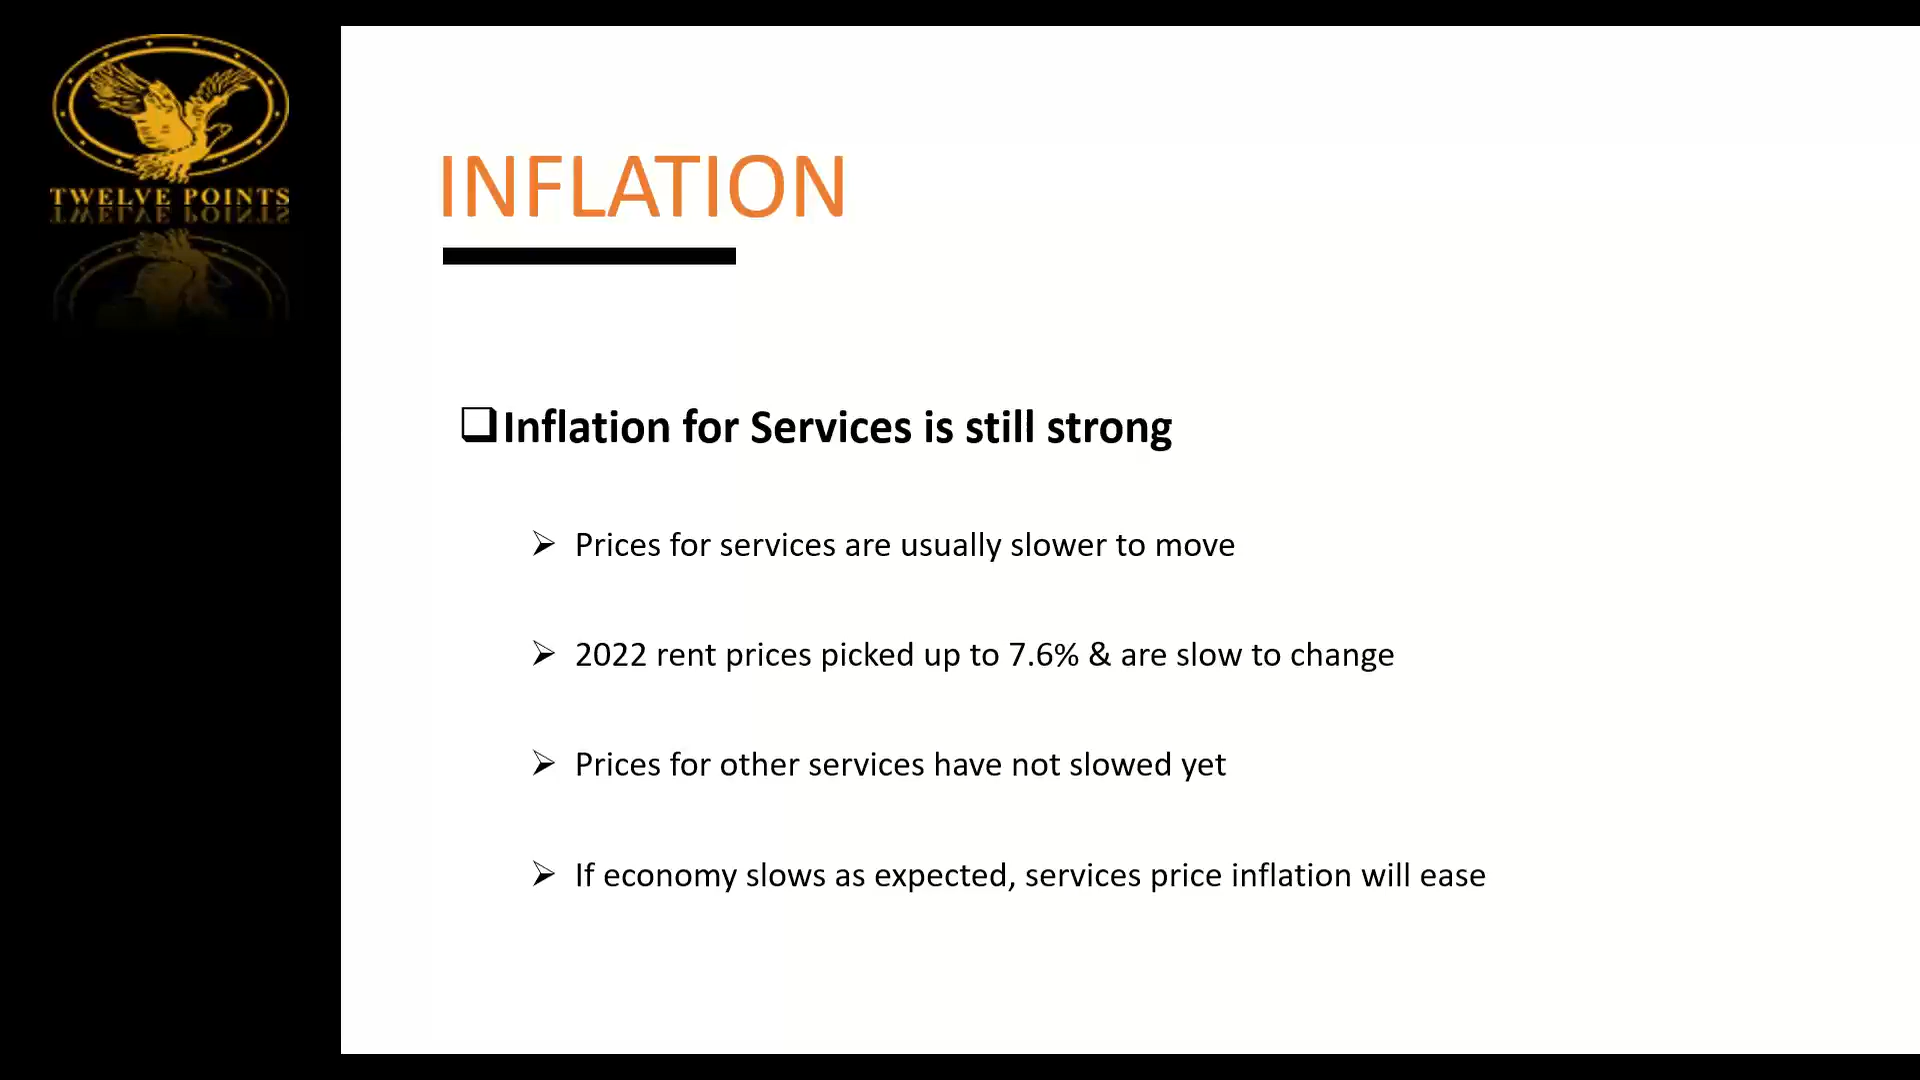 TWELVE POINTS
INFLATION
Inflation for Services is still strong
Prices for services are usually slower to move
2022 rent prices picked up to 7.6% & are slow to change
Prices for other services have not slowed yet
If economy slows as expected, services price inflation will ease